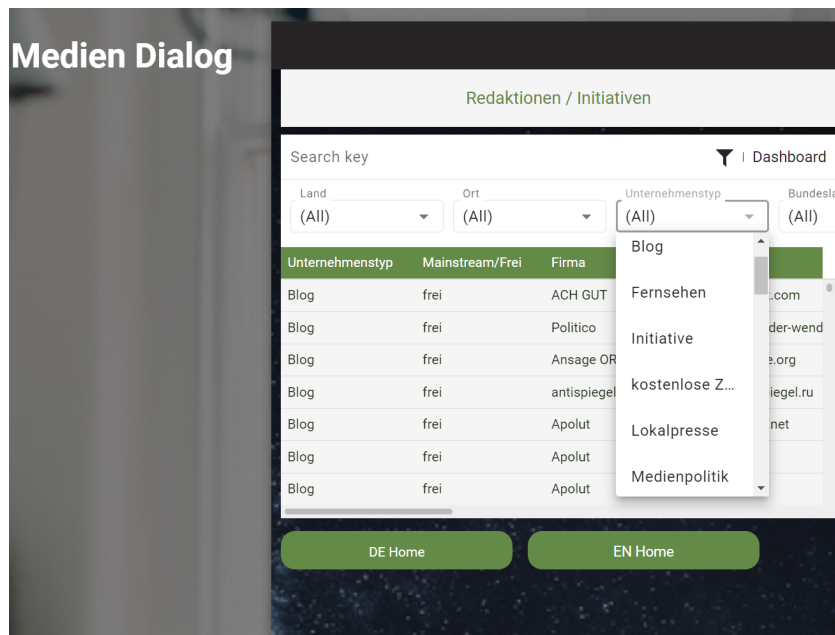 Medien Dialog
Redaktionen / Initiativen
Search key
Dashboard
Land
Ort
Unternehmenstyp
Bundesla
(All)
(All)
(All)
(All)
Unternehmenstyp Mainstream/Frei Firma
Blog frei ACH GUT .com
Blog frei Politico der-wend
Blog frei Ansage OR e.org
Blog frei antispiegel iegel.ru
Blog frei Apolut net
Blog frei Apolut
Blog frei Apolut
Blog
Fernsehen
Initiative
kostenlose Z...
Lokalpresse
Medienpolitik
DE Home
EN Home